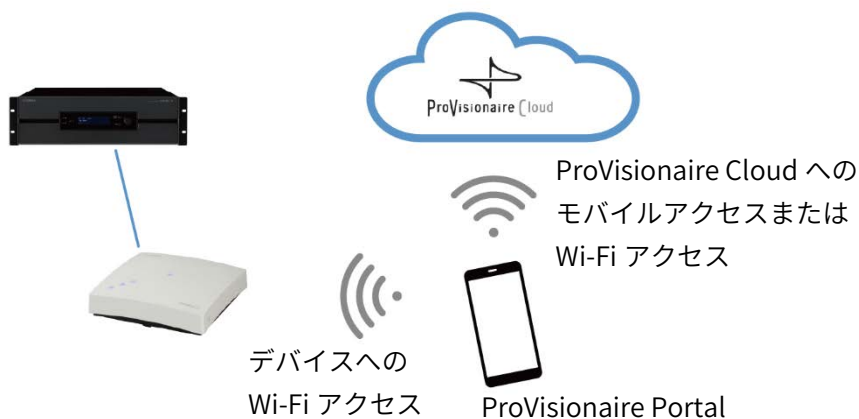 ProVisionaire Cloud
ProVisionaire Cloud への
モバイルアクセスまたは
Wi-Fi アクセス
デバイスへの
Wi-Fi アクセス
ProVisionaire Portal